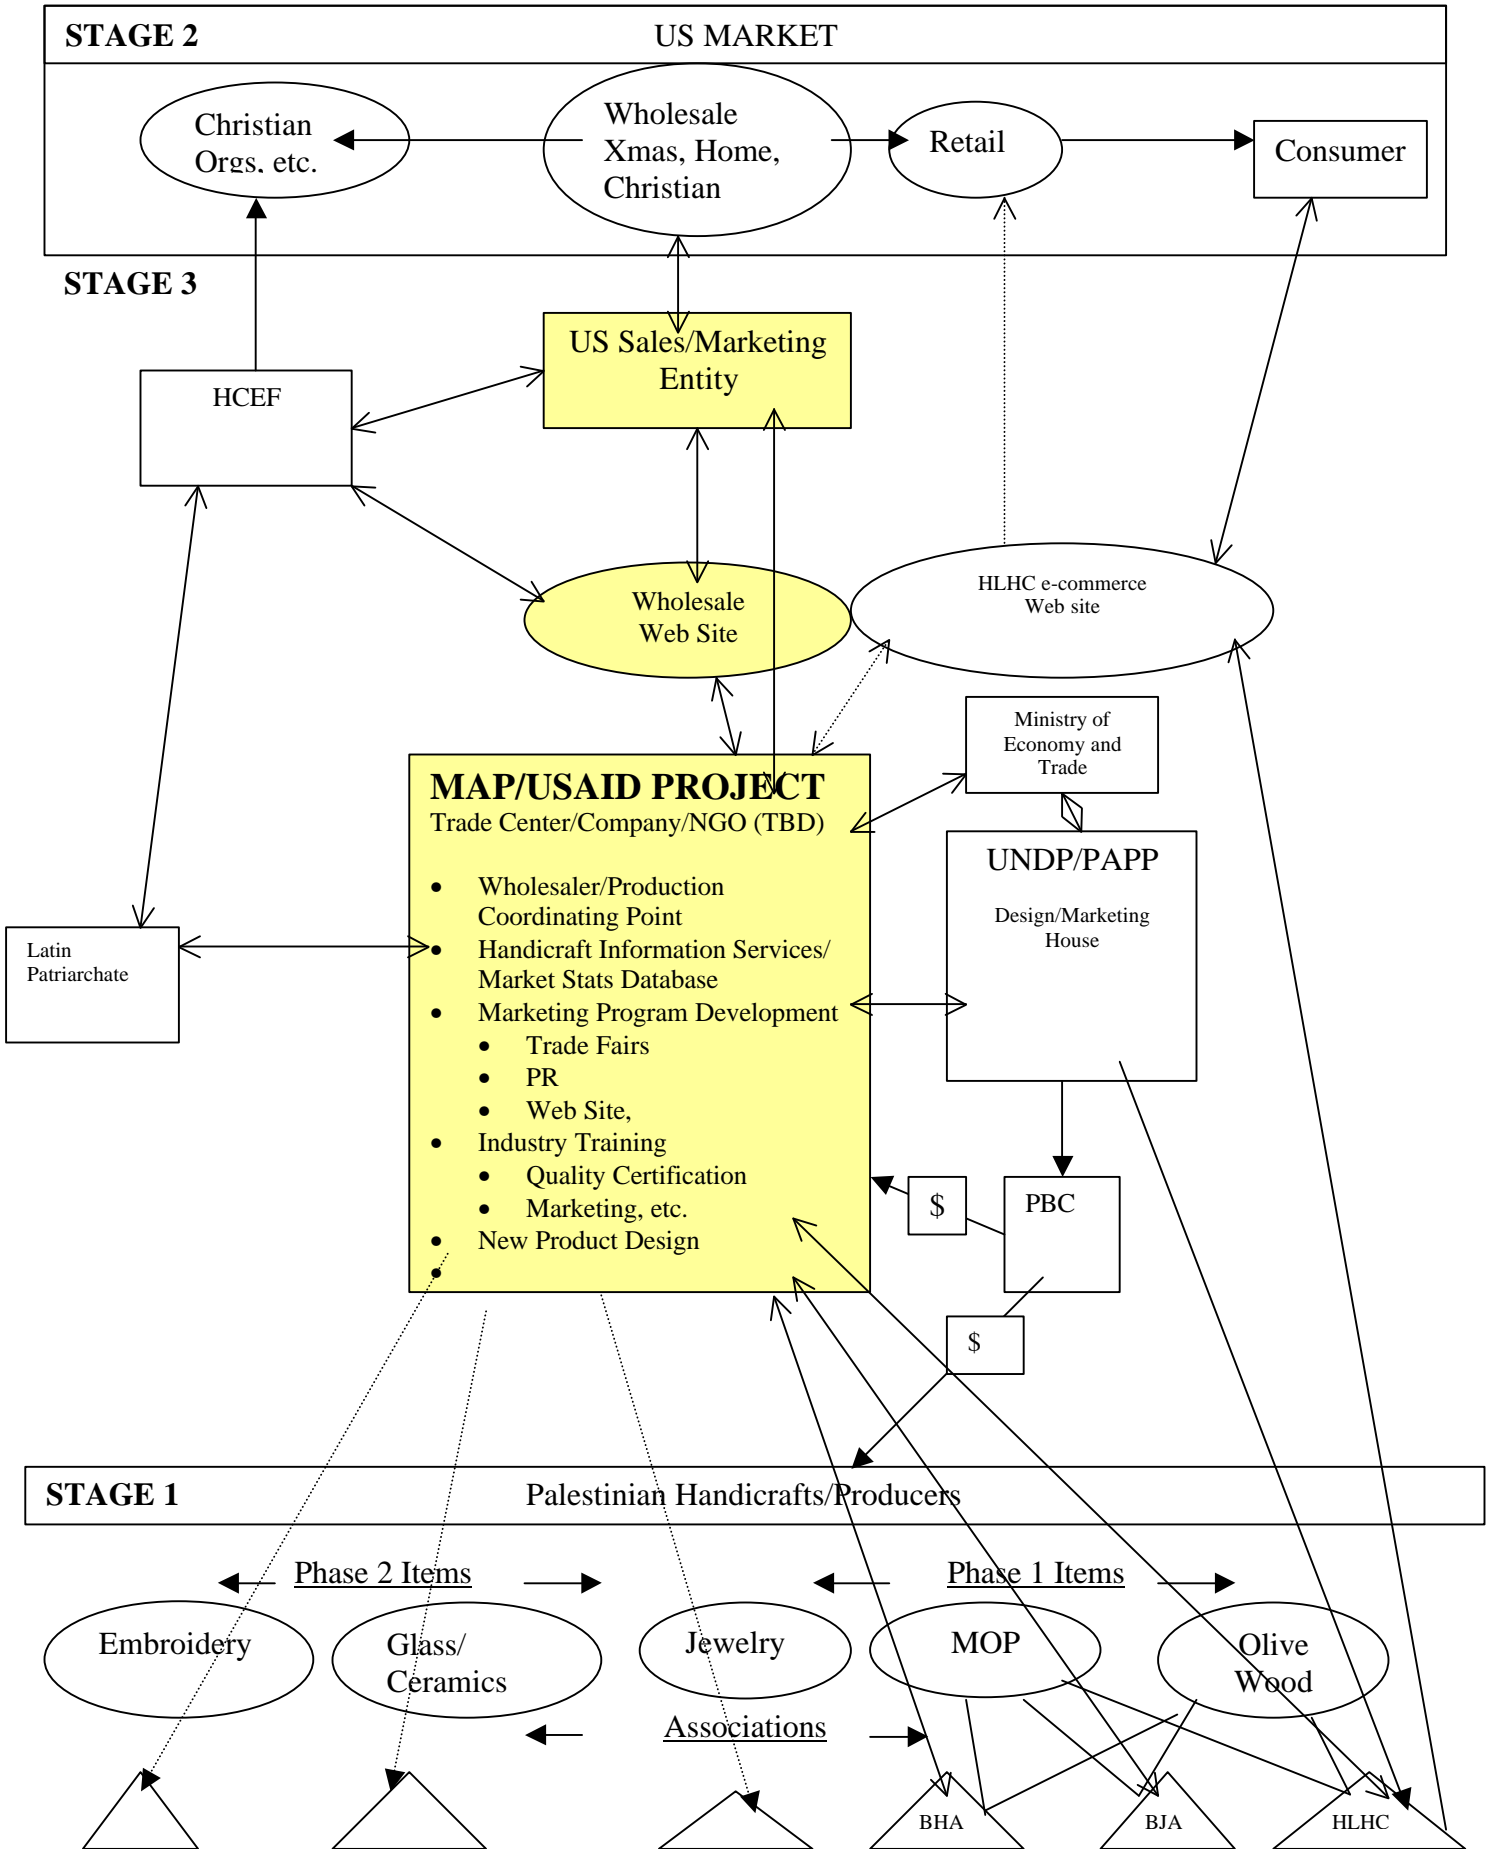 STAGE 2 US MARKET
Christian
Orgs, etc.
Wholesale
Xmas, Home,
Christian
Retail
Consumer
STAGE 3
US Sales/Marketing
Entity
HCEF
Wholesale
Web Site
HLHC e-commerce
Web site
Ministry of
Economy and
Trade
MAP/USAID PROJECT
Trade Center/Company/NGO (TBD)
• Wholesaler/Production
Coordinating Point
• Handicraft Information Services/
Market Stats Database
• Marketing Program Development
• Trade Fairs
• PR
• Web Site,
• Industry Training
• Quality Certification
• Marketing, etc.
• New Product Design
•
UNDP/PAPP
Design/Marketing
House
Latin
Patriarchate
$
PBC
$
STAGE 1 Palestinian Handicrafts/Producers
Phase 2 Items
Phase 1 Items
Embroidery
Glass/
Ceramics
Jewelry
MOP
Olive
Wood
Associations
BHA
BJA
HLHC